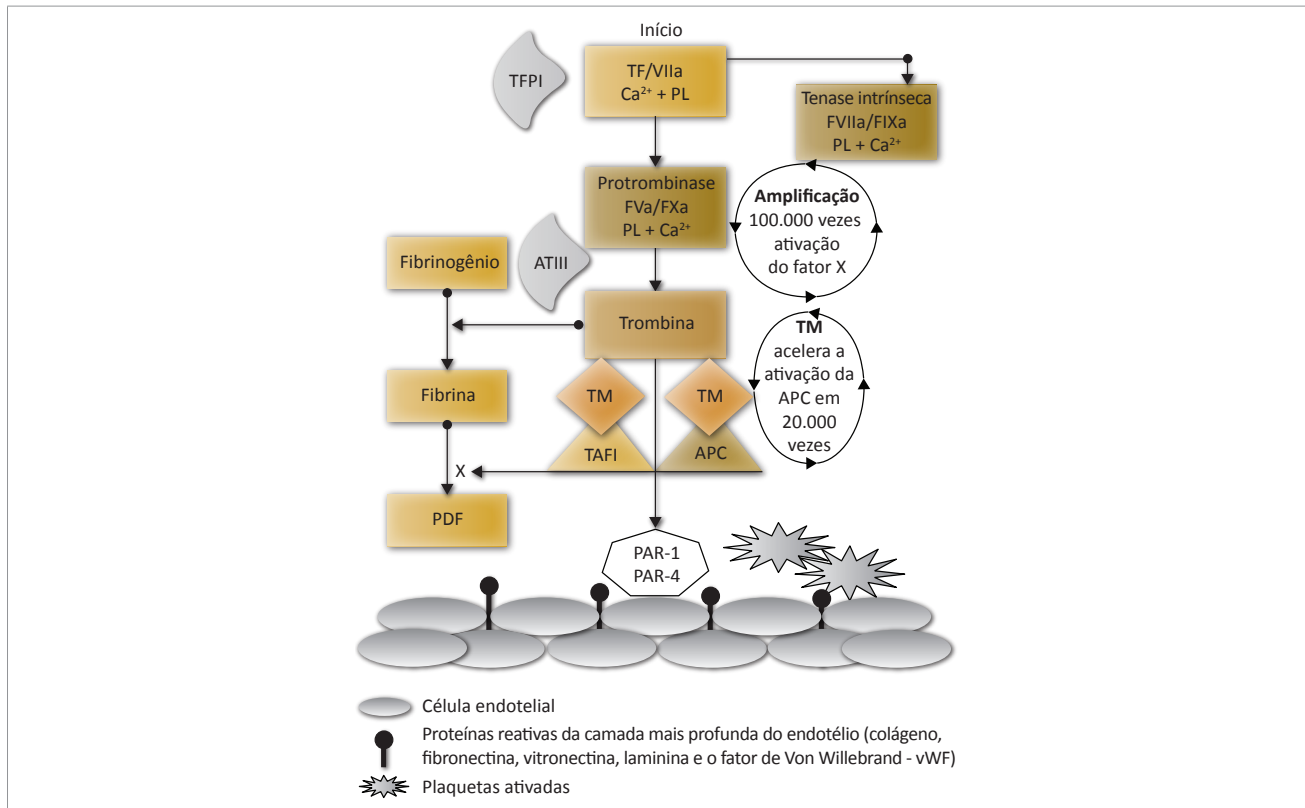 Início
TFPI
TF/VIIa
Ca²⁺ + PL
Tenase intrínseca
FVIIa/FIXa
PL + Ca²⁺
Protrombinase
FVa/FXa
PL + Ca²⁺
Amplificação
100.000 vezes
ativação
do fator X
Fibrinogênio
ATIII
Trombina
TM
acelera a
ativação da
APC em
20.000
vezes
Fibrina
TM
TM
TAFI
APC
X
PDF
PAR-1
PAR-4
Célula endotelial
Proteínas reativas da camada mais profunda do endotélio (colágeno,
fibronectina, vitronectina, laminina e o fator de Von Willebrand - vWF)
Plaquetas ativadas